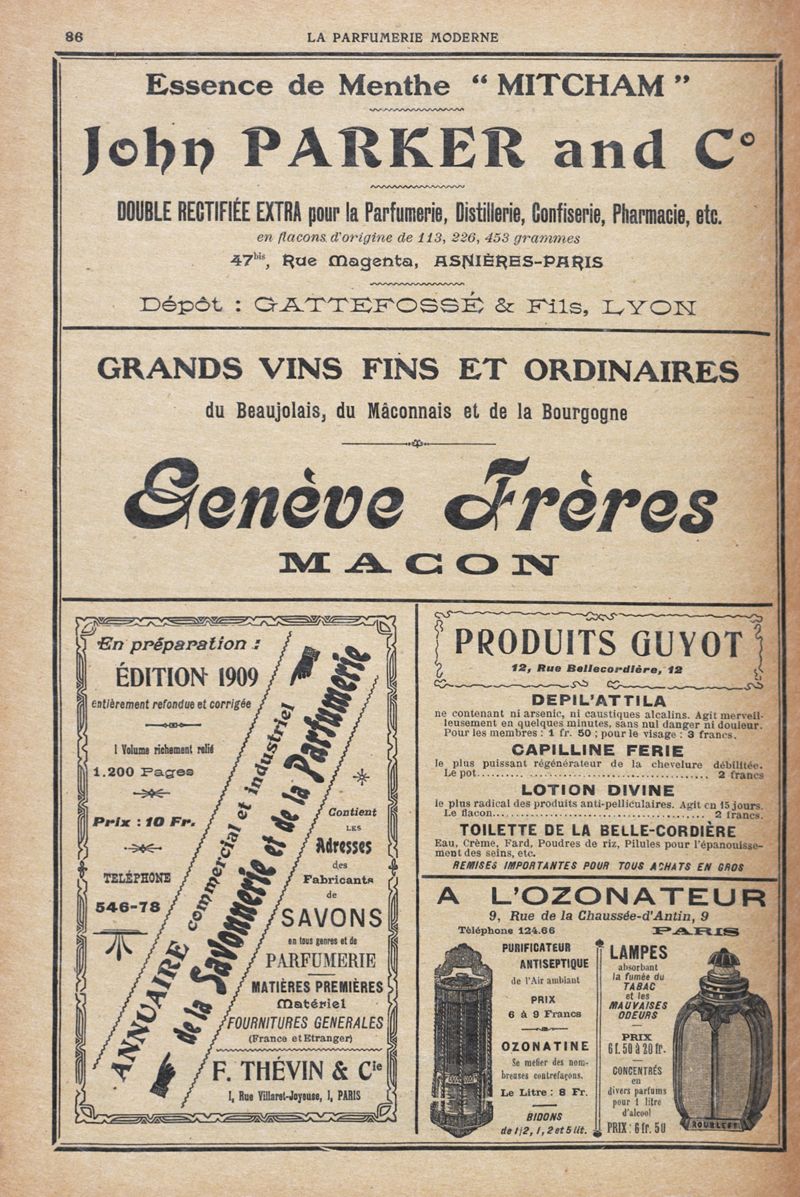 86
LA PARFUMERIE MODERNE
Essence de Menthe “ MITCHAM ”
John PARKER and Cº
DOUBLE RECTIFIÉE EXTRA pour la Parfumerie, Distillerie, Confiserie, Pharmacie, etc.
en flacons d'origine de 113, 226, 453 grammes
47bis, Rue Magenta, ASNIÈRES-PARIS
Dépôt : GATTEFOSSÉ & Fils, LYON
GRANDS VINS FINS ET ORDINAIRES
du Beaujolais, du Mâconnais et de la Bourgogne
Genève Frères
MACON
En préparation :
ÉDITION 1909
entièrement refondue et corrigée
1 Volume richement relié
1.200 Pages
Prix : 10 Fr.
TELÉPHONE
546-78
ANNUAIRE commercial et industriel
de la Savonnerie et de la Parfumerie
Contient
LES
Adresses
des
Fabricants
de
SAVONS
en tous genres et de
PARFUMERIE
MATIÈRES PREMIÈRES
Matériel
FOURNITURES GENERALES
(France et Etranger)
F. THÉVIN & Cie
1, Rue Villaret-Joyeuse, 1, PARIS
PRODUITS GUYOT
12, Rue Bellecordière, 12
DEPIL'ATTILA
ne contenant ni arsenic, ni caustiques alcalins. Agit merveil-
leusement en quelques minutes, sans nul danger ni douleur.
Pour les membres : 1 fr. 50 ; pour le visage : 3 francs.
CAPILLINE FERIE
le plus puissant régénérateur de la chevelure débilitée.
Le pot.......................................... 2 francs
LOTION DIVINE
le plus radical des produits anti-pelliculaires. Agit en 15 jours.
Le flacon....................................... 2 francs.
TOILETTE DE LA BELLE-CORDIÈRE
Eau, Crème, Fard, Poudres de riz, Pilules pour l'épanouisse-
ment des seins, etc.
REMISES IMPORTANTES POUR TOUS ACHATS EN GROS
A L'OZONATEUR
9, Rue de la Chaussée-d'Antin, 9
Téléphone 124.66 PARIS
PURIFICATEUR
ANTISEPTIQUE
de l'Air ambiant
PRIX
6 à 9 Francs
OZONATINE
Se méfier des nom-
breuses contrefaçons.
Le Litre : 8 Fr.
BIDONS
de 1/2, 1, 2 et 5 lit.
LAMPES
absorbant
la fumée du
TABAC
et les
MAUVAISES
ODEURS
PRIX
6 f. 50 à 20 fr.
CONCENTRÉS
en
divers parfums
pour 1 litre
d'alcool
PRIX : 6 fr. 50